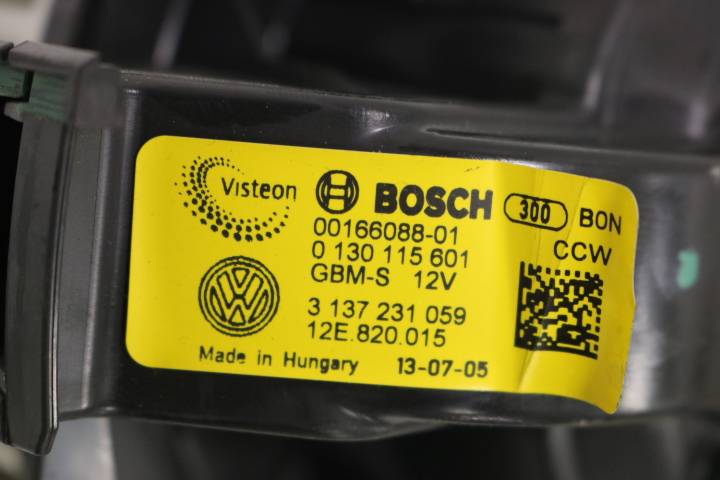 Visteon BOSCH 300 BON
00166088-01 CCW
0 130 115 601
GBM-S 12V
VW
3 137 231 059
12E.820.015
Made in Hungary 13-07-05